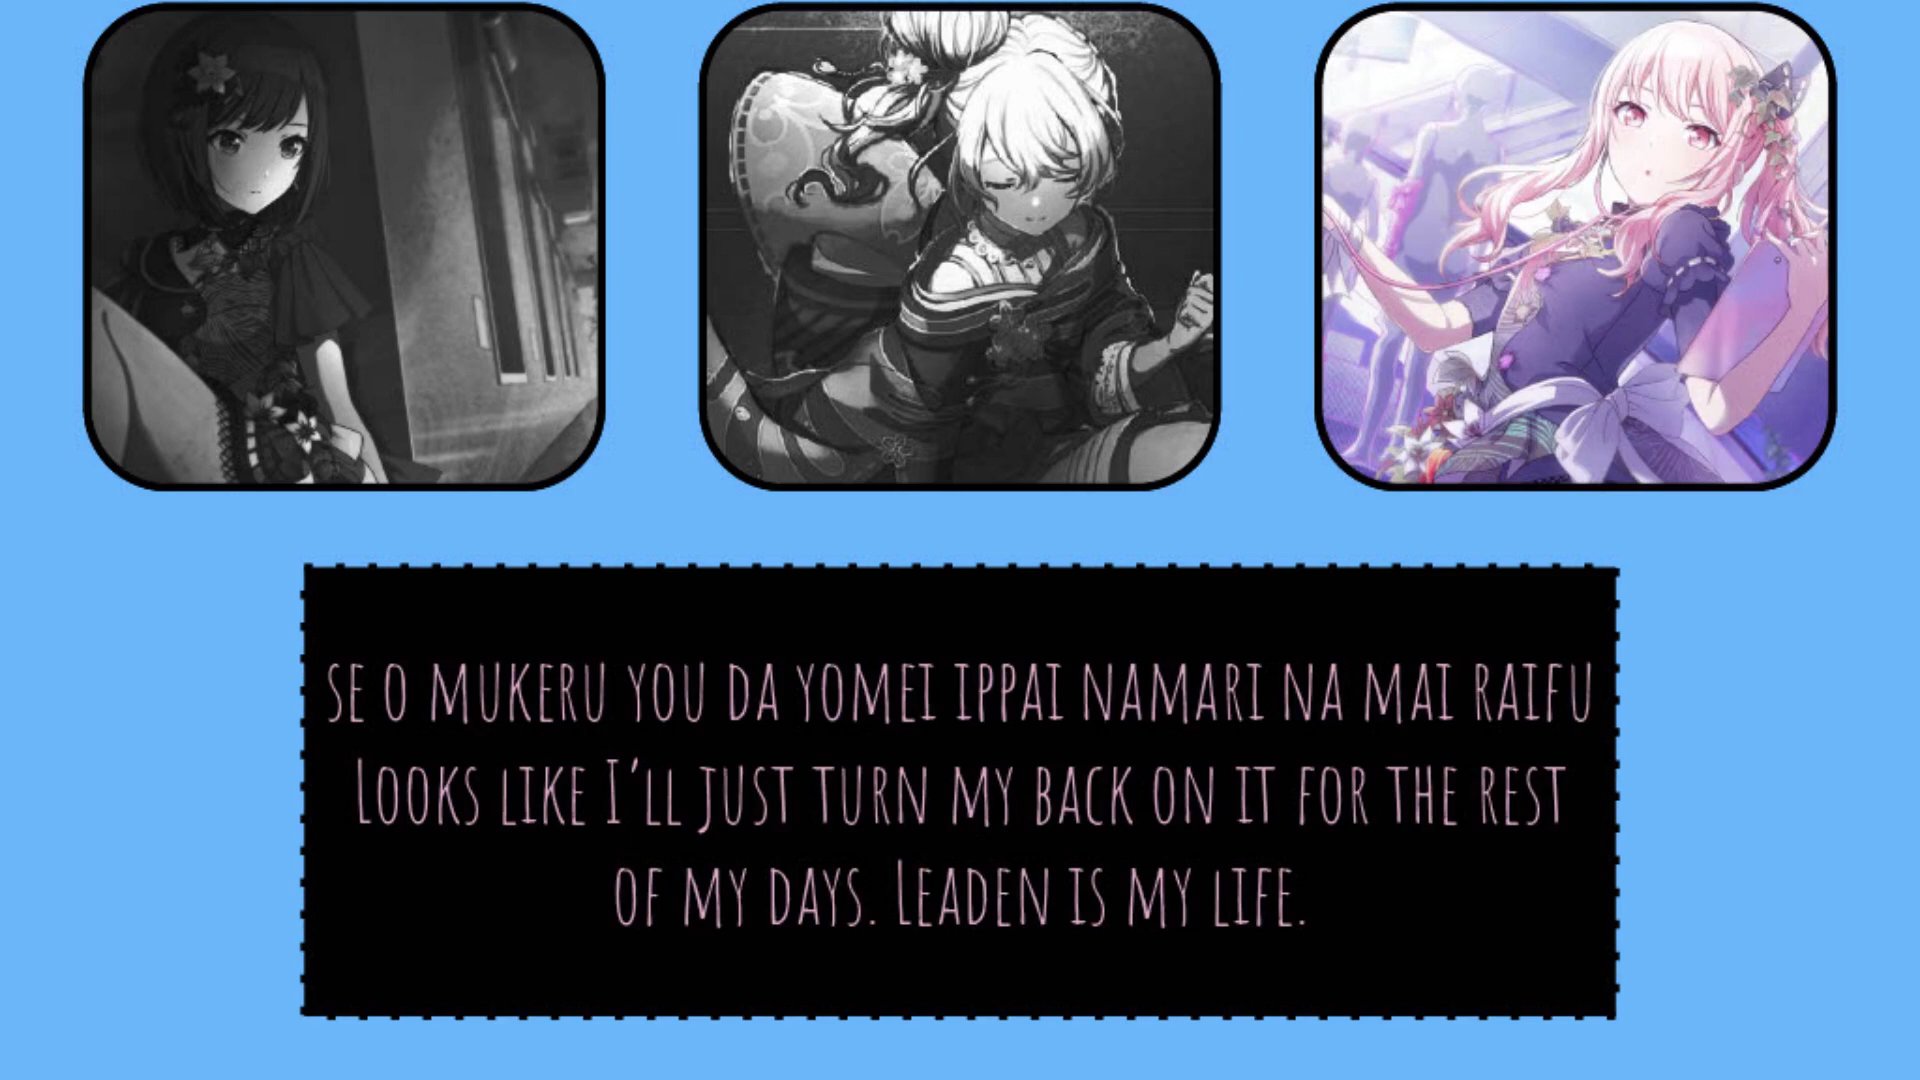 se o mukeru you da yomei ippai namari na mai raifu
Looks like I'll just turn my back on it for the rest
of my days. Leaden is my life.